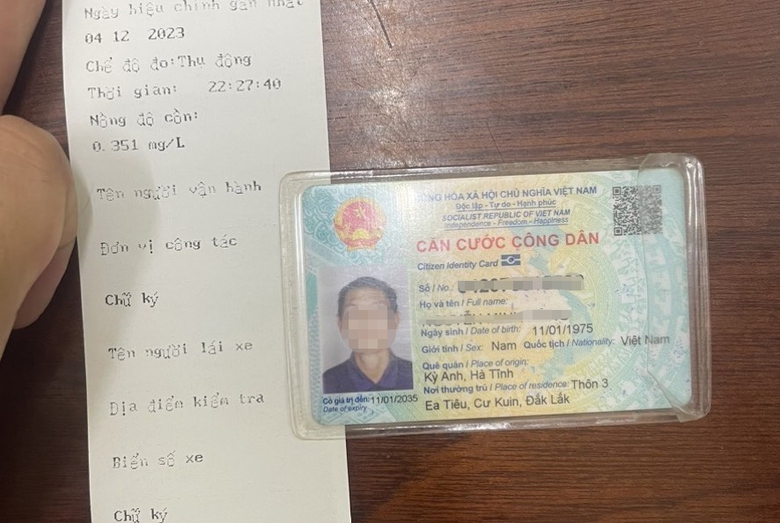 Ngày hiệu chỉnh gần nhất
04 12 2023
Chế độ đo:Thụ động
Thời gian: 22:27:40
Nồng độ cồn:
0.351 mg/L
Tên người vận hành
Đơn vị công tác
Chữ ký
Tên người lái xe
Địa điểm kiểm tra
Biển số xe
Chữ ký
CỘNG HÒA XÃ HỘI CHỦ NGHĨA VIỆT NAM
Độc lập - Tự do - Hạnh phúc
SOCIALIST REPUBLIC OF VIET NAM
Independence - Freedom - Happiness
CĂN CƯỚC CÔNG DÂN
Citizen Identity Card
Số / No.:
Họ và tên / Full name:
Ngày sinh / Date of birth: 11/01/1975
Giới tính / Sex: Nam Quốc tịch / Nationality: Việt Nam
Quê quán / Place of origin:
Kỳ Anh, Hà Tĩnh
Nơi thường trú / Place of residence: Thôn 3
Ea Tiêu, Cư Kuin, Đắk Lắk
Có giá trị đến: 11/01/2035
Date of expiry